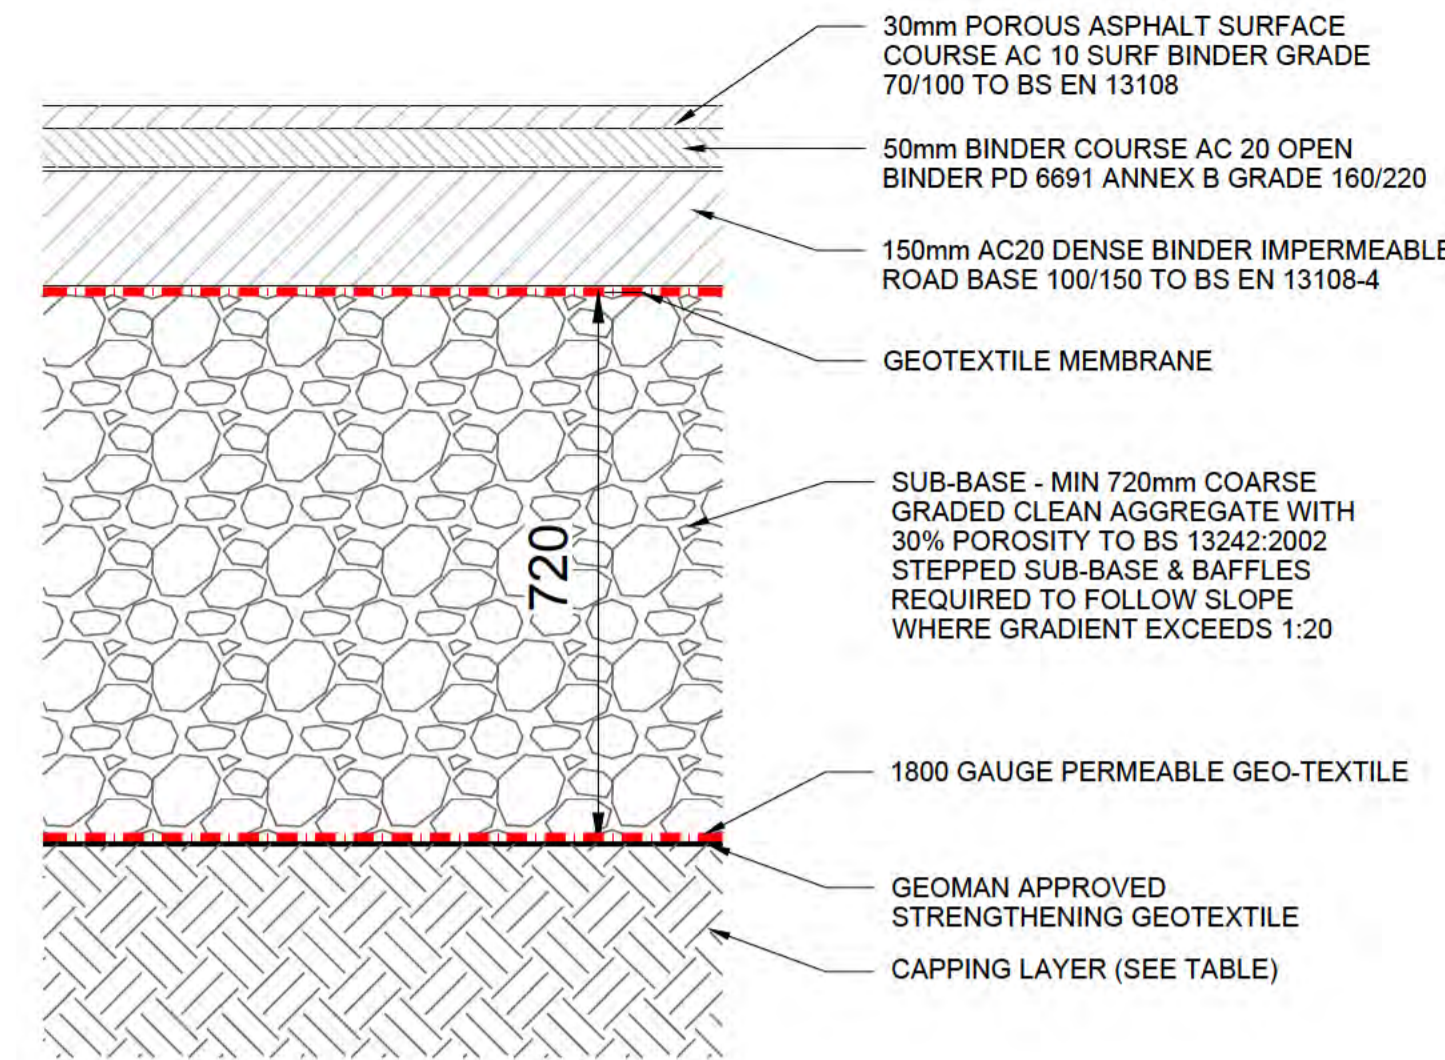 30mm POROUS ASPHALT SURFACE
COURSE AC 10 SURF BINDER GRADE
70/100 TO BS EN 13108
50mm BINDER COURSE AC 20 OPEN
BINDER PD 6691 ANNEX B GRADE 160/220
150mm AC20 DENSE BINDER IMPERMEABLE
ROAD BASE 100/150 TO BS EN 13108-4
GEOTEXTILE MEMBRANE
SUB-BASE - MIN 720mm COARSE
GRADED CLEAN AGGREGATE WITH
30% POROSITY TO BS 13242:2002
STEPPED SUB-BASE & BAFFLES
REQUIRED TO FOLLOW SLOPE
WHERE GRADIENT EXCEEDS 1:20
720
1800 GAUGE PERMEABLE GEO-TEXTILE
GEOMAN APPROVED
STRENGTHENING GEOTEXTILE
CAPPING LAYER (SEE TABLE)